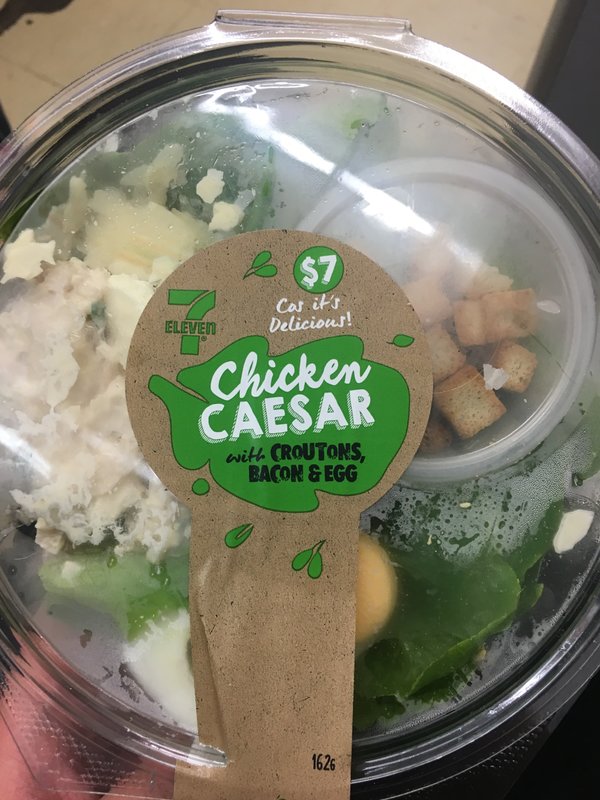 $7
Cos it's
Delicious!
7
ELEVEN®
Chicken
CAESAR
with CROUTONS,
BACON & EGG
162g